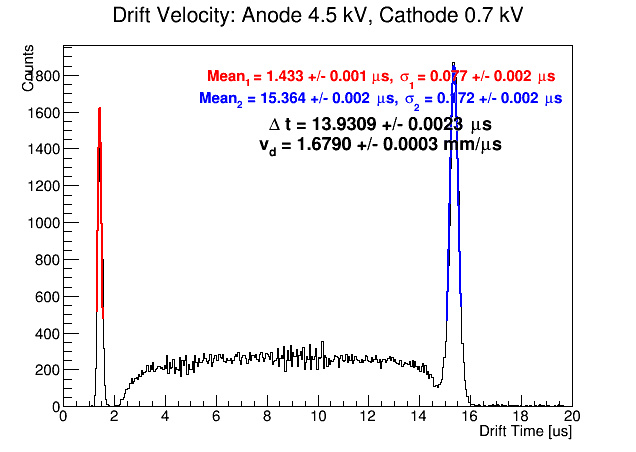 Drift Velocity: Anode 4.5 kV, Cathode 0.7 kV
Counts
Mean1 = 1.433 +/- 0.001 μs, σ1 = 0.077 +/- 0.002 μs
Mean2 = 15.364 +/- 0.002 μs, σ2 = 0.172 +/- 0.002 μs
Δ t = 13.9309 +/- 0.0023 μs
vd = 1.6790 +/- 0.0003 mm/μs
1800
1600
1400
1200
1000
800
600
400
200
0
0 2 4 6 8 10 12 14 16 18 20
Drift Time [us]